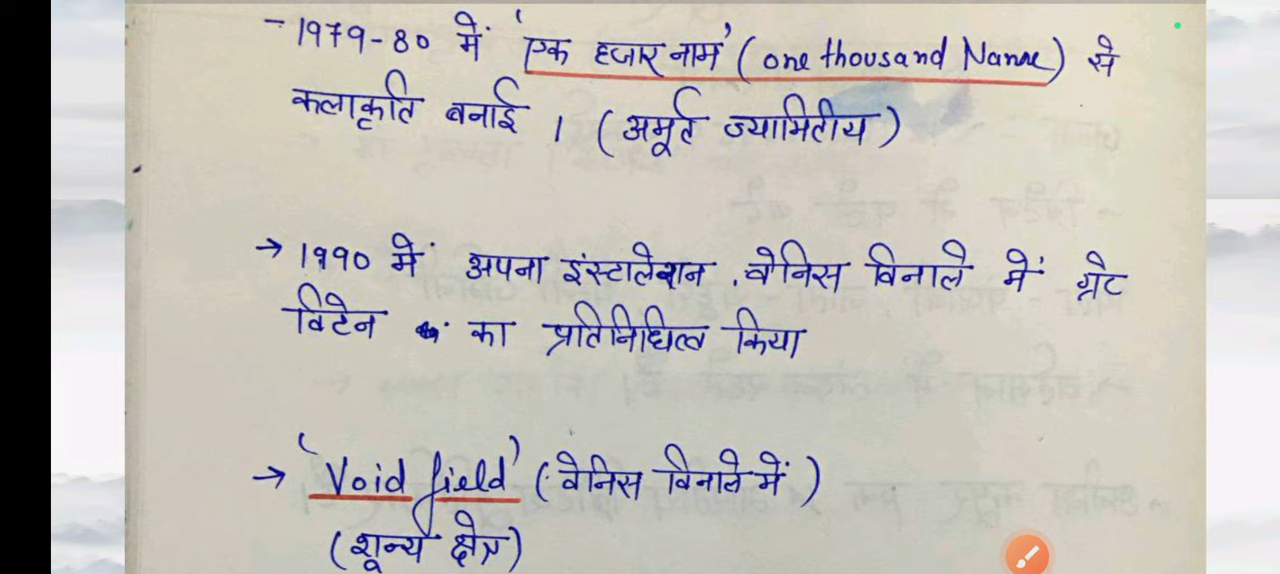 - 1979-80 में 'एक हजार नाम' (one thousand Name) से
कलाकृति बनाई । (अमूर्त ज्यामितीय)
→ 1990 में अपना इंस्टालेशन . वेनिस विनाले में ग्रेट
विटेन का प्रतिनिधित्व किया
→ 'Void field' (वेनिस विनाले में)
(शून्य क्षेत्र)